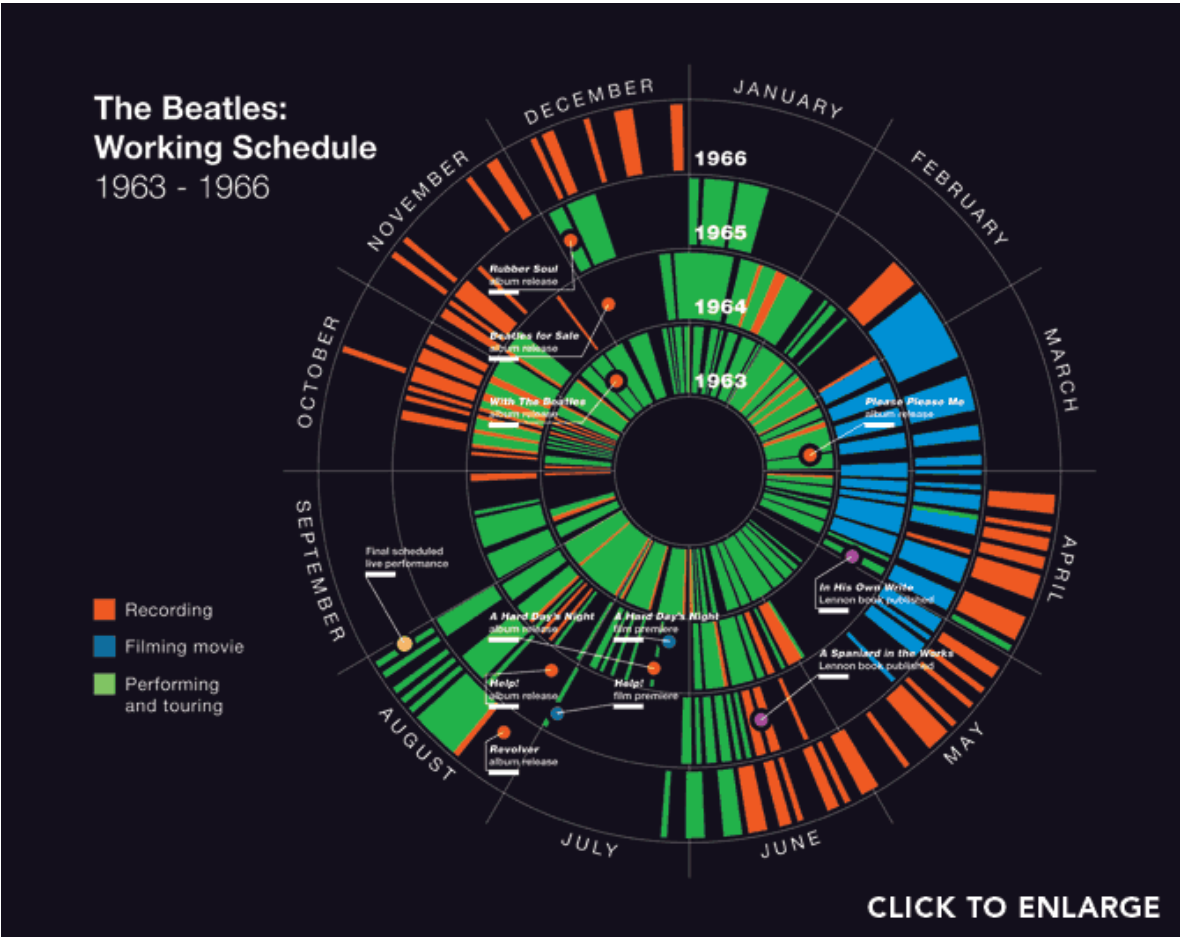 The Beatles:
Working Schedule
1963 - 1966
DECEMBER
JANUARY
NOVEMBER
FEBRUARY
1966
1965
1964
1963
OCTOBER
MARCH
Rubber Soul
album release
Beatles for Sale
album release
With The Beatles
album release
Please Please Me
album release
SEPTEMBER
APRIL
Final scheduled
live performance
In His Own Write
Lennon book published
A Hard Day's Night
album release
A Hard Day's Night
film premiere
A Spaniard in the Works
Lennon book published
Help!
album release
Help!
film premiere
Revolver
album release
Recording
Filming movie
Performing
and touring
AUGUST
MAY
JULY
JUNE
CLICK TO ENLARGE